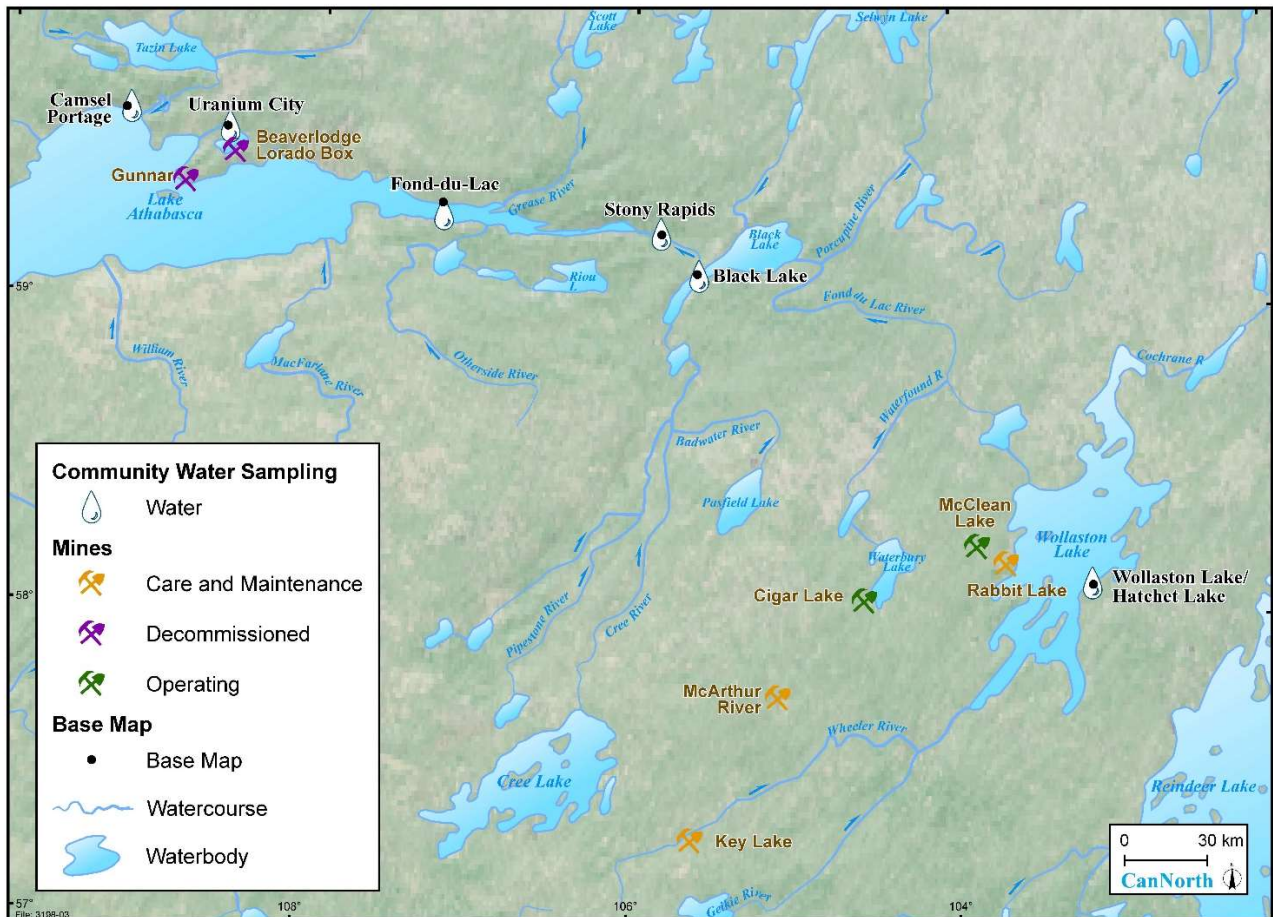 Scott
Lake
Selwyn Lake
Tazin Lake
Camsel
Portage
Uranium City
Beaverlodge
Lorado Box
Gunnar
Lake
Athabasca
Fond-du-Lac
Grease River
Stony Rapids
Black
Lake
Porcupine River
Black Lake
Riou
L.
59°
Fond du Lac River
William River
MacFarlane River
Otherside River
Cochrane R
Waterfound R
Badwater River
Pasfield Lake
McClean
Lake
Wollaston
Lake
Waterbury
Lake
Rabbit Lake
Wollaston Lake/
Hatchet Lake
Cigar Lake
58°
Pipestone River
Cree River
McArthur
River
Wheeler River
Cree Lake
Reindeer Lake
Key Lake
Geikie River
Community Water Sampling
Water
Mines
Care and Maintenance
Decommissioned
Operating
Base Map
Base Map
Watercourse
Waterbody
0 30 km
CanNorth
57°
File: 3198-03
108°
106°
104°